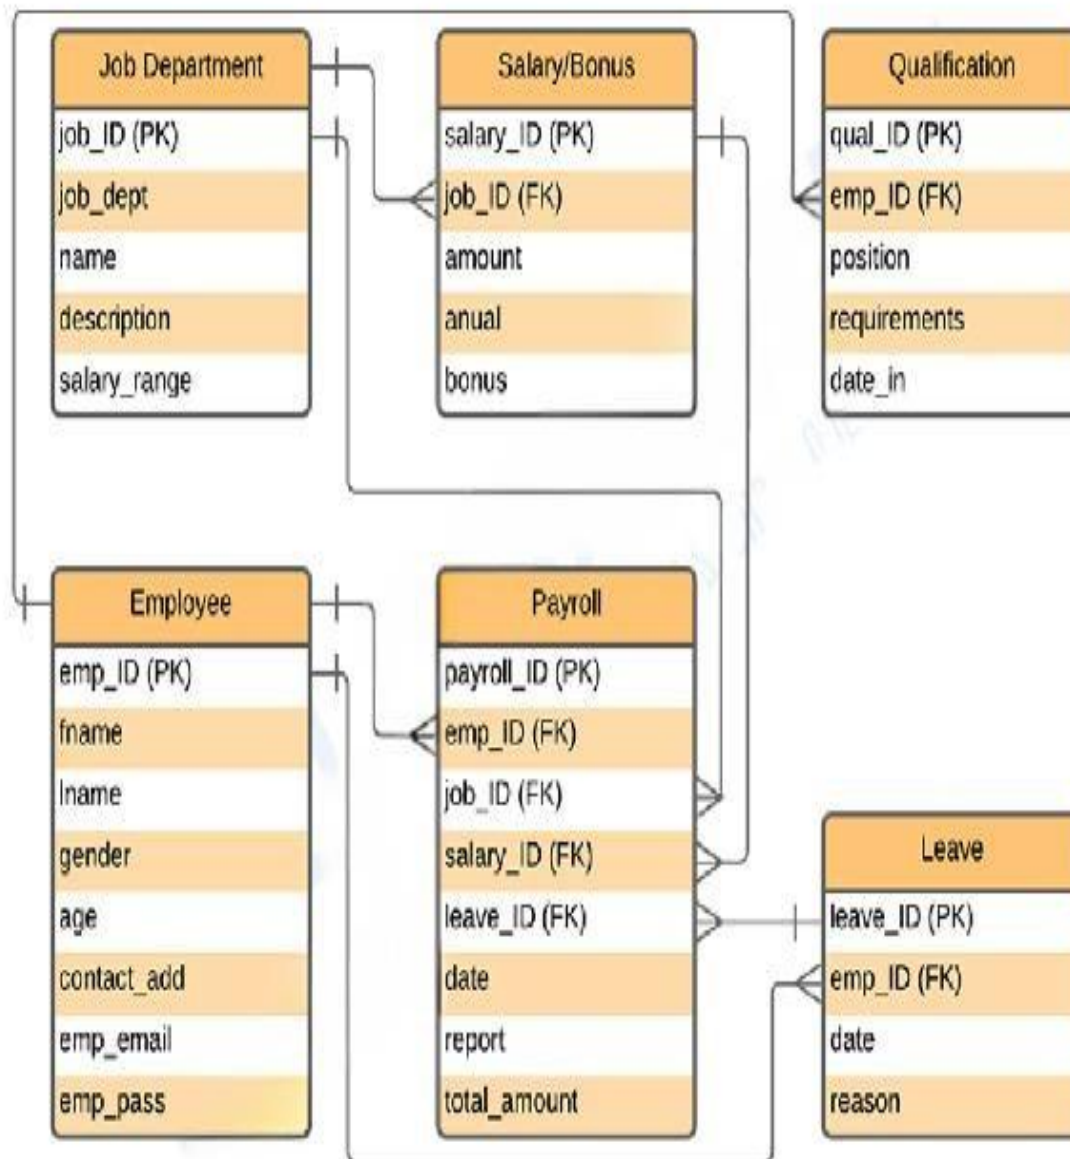 Job Department
job_ID (PK)
job_dept
name
description
salary_range
Salary/Bonus
salary_ID (PK)
job_ID (FK)
amount
anual
bonus
Qualification
qual_ID (PK)
emp_ID (FK)
position
requirements
date_in
Employee
emp_ID (PK)
fname
lname
gender
age
contact_add
emp_email
emp_pass
Payroll
payroll_ID (PK)
emp_ID (FK)
job_ID (FK)
salary_ID (FK)
leave_ID (FK)
date
report
total_amount
Leave
leave_ID (PK)
emp_ID (FK)
date
reason